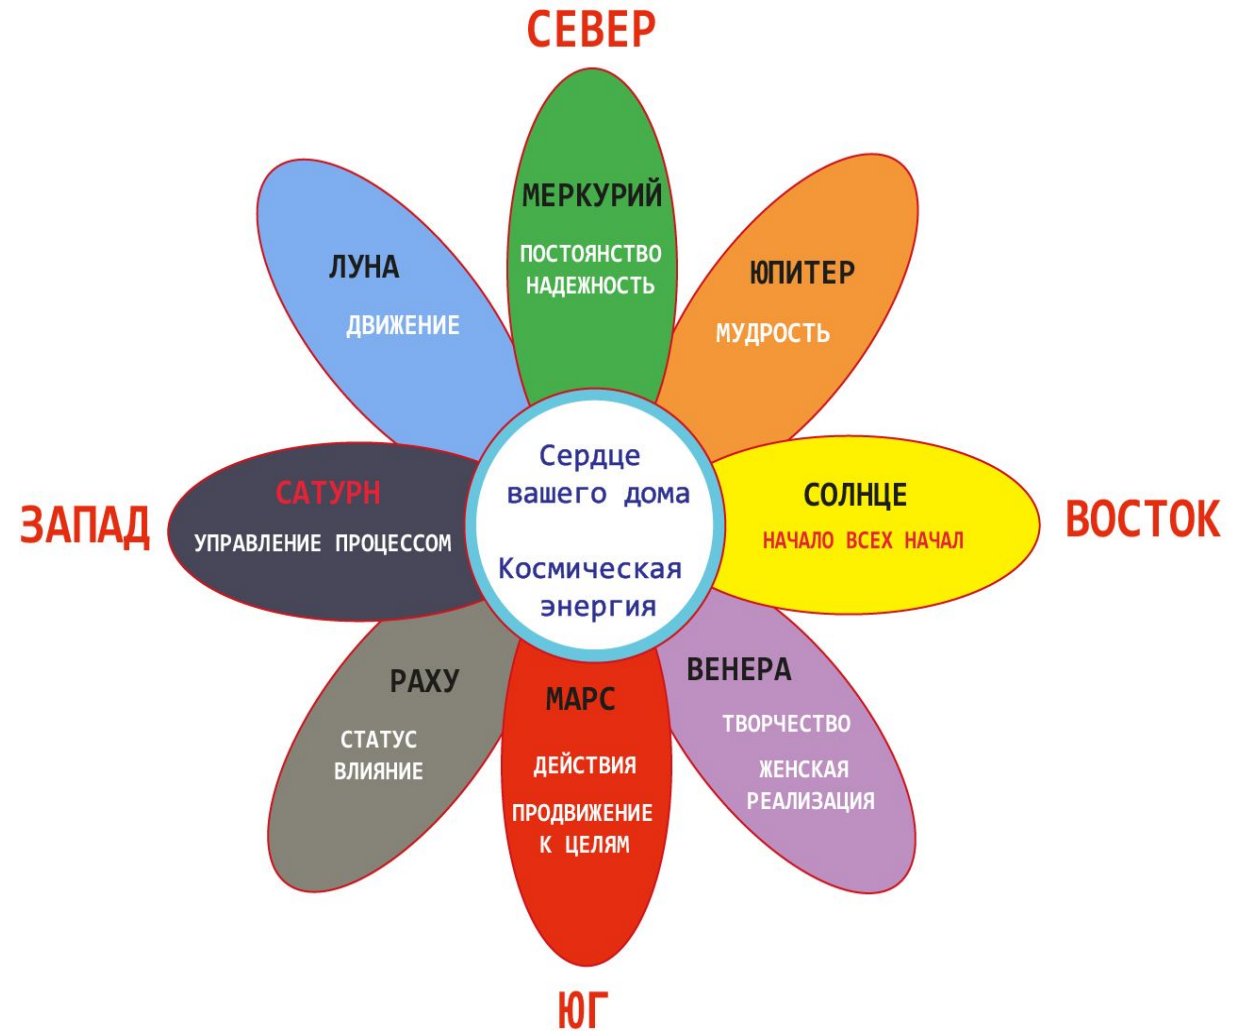 СЕВЕР
МЕРКУРИЙ
ПОСТОЯНСТВО
НАДЕЖНОСТЬ
ЛУНА
ДВИЖЕНИЕ
ЮПИТЕР
МУДРОСТЬ
ЗАПАД
САТУРН
УПРАВЛЕНИЕ ПРОЦЕССОМ
Сердце
вашего дома
Космическая
энергия
СОЛНЦЕ
НАЧАЛО ВСЕХ НАЧАЛ
ВОСТОК
РАХУ
СТАТУС
ВЛИЯНИЕ
МАРС
ДЕЙСТВИЯ
ПРОДВИЖЕНИЕ
К ЦЕЛЯМ
ВЕНЕРА
ТВОРЧЕСТВО
ЖЕНСКАЯ
РЕАЛИЗАЦИЯ
ЮГ